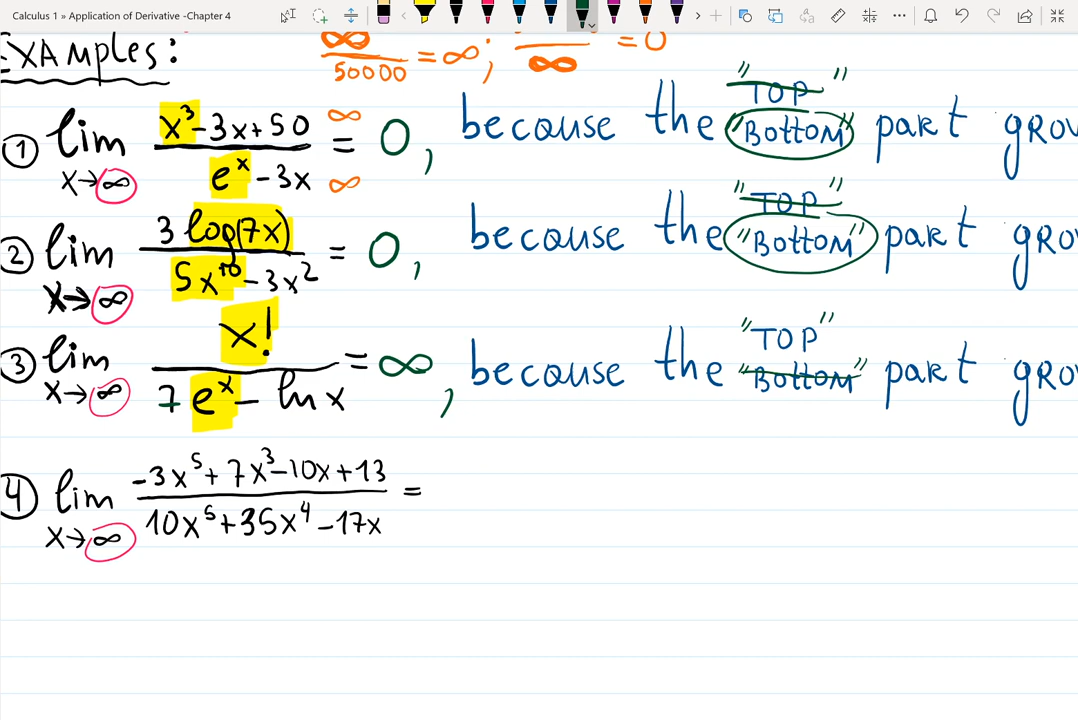 Calculus 1 » Application of Derivative -Chapter 4
EXAMPLES:
∞/50000 = ∞; /∞ = 0
① lim x→∞ (x³-3x+50)/(eˣ-3x) ∞/∞ = 0, because the "TOP" "Bottom" part grow
② lim x→∞ (3 log(7x))/(5x¹⁰-3x²) = 0, because the "TOP" "Bottom" part grow
③ lim x→∞ x!/(7eˣ - ln x) = ∞, because the "TOP" "Bottom" part grow
④ lim x→∞ (-3x⁵+7x³-10x+13)/(10x⁵+35x⁴-17x) =